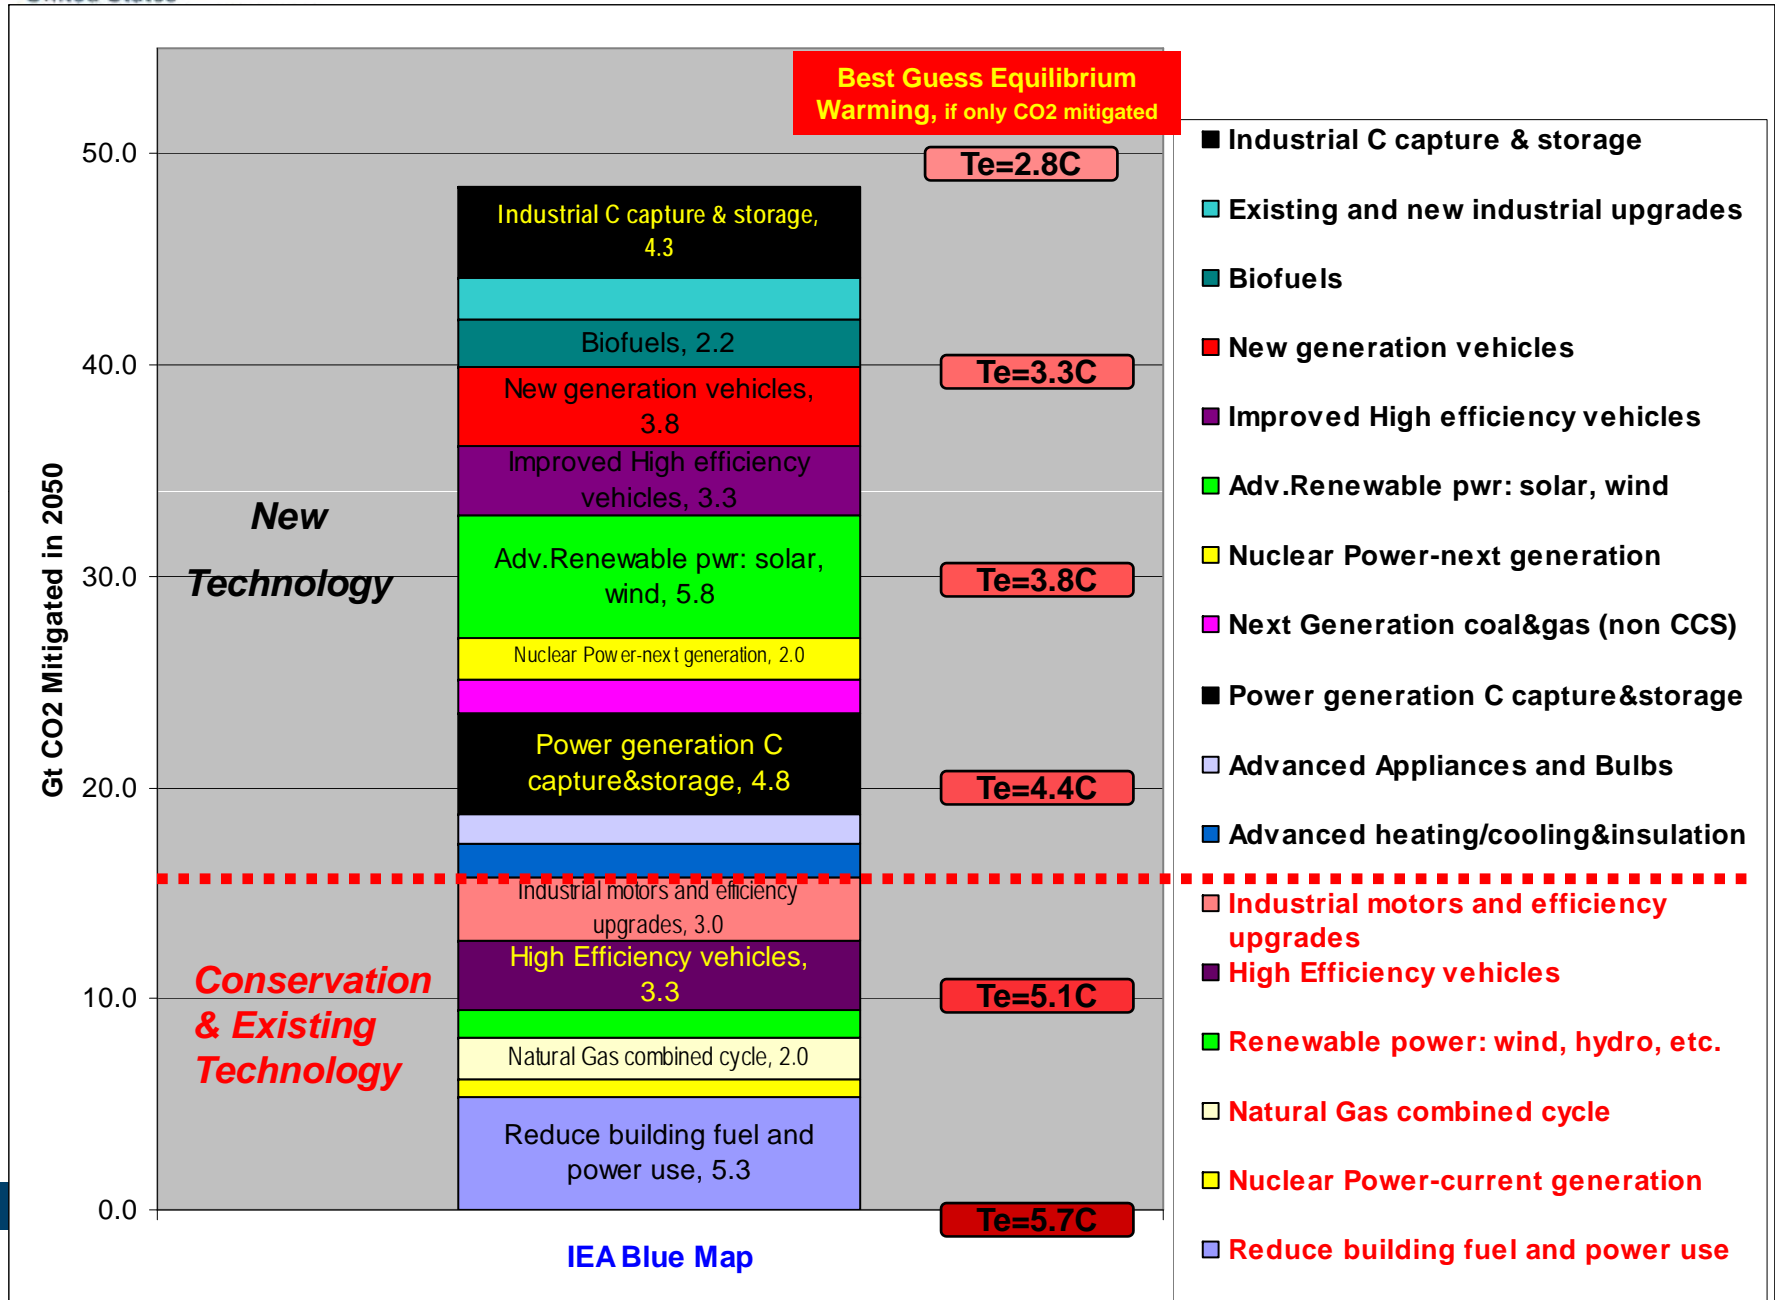 Best Guess Equilibrium
Warming, if only CO2 mitigated
50.0
40.0
30.0
20.0
10.0
0.0
Gt CO2 Mitigated in 2050
New
Technology
Conservation
& Existing
Technology
Industrial C capture & storage,
4.3
Biofuels, 2.2
New generation vehicles,
3.8
Improved High efficiency
vehicles, 3.3
Adv.Renewable pwr: solar,
wind, 5.8
Nuclear Power-next generation, 2.0
Power generation C
capture&storage, 4.8
Industrial motors and efficiency
upgrades, 3.0
High Efficiency vehicles,
3.3
Natural Gas combined cycle, 2.0
Reduce building fuel and
power use, 5.3
IEA Blue Map
Te=2.8C
Te=3.3C
Te=3.8C
Te=4.4C
Te=5.1C
Te=5.7C
Industrial C capture & storage
Existing and new industrial upgrades
Biofuels
New generation vehicles
Improved High efficiency vehicles
Adv.Renewable pwr: solar, wind
Nuclear Power-next generation
Next Generation coal&gas (non CCS)
Power generation C capture&storage
Advanced Appliances and Bulbs
Advanced heating/cooling&insulation
Industrial motors and efficiency
upgrades
High Efficiency vehicles
Renewable power: wind, hydro, etc.
Natural Gas combined cycle
Nuclear Power-current generation
Reduce building fuel and power use